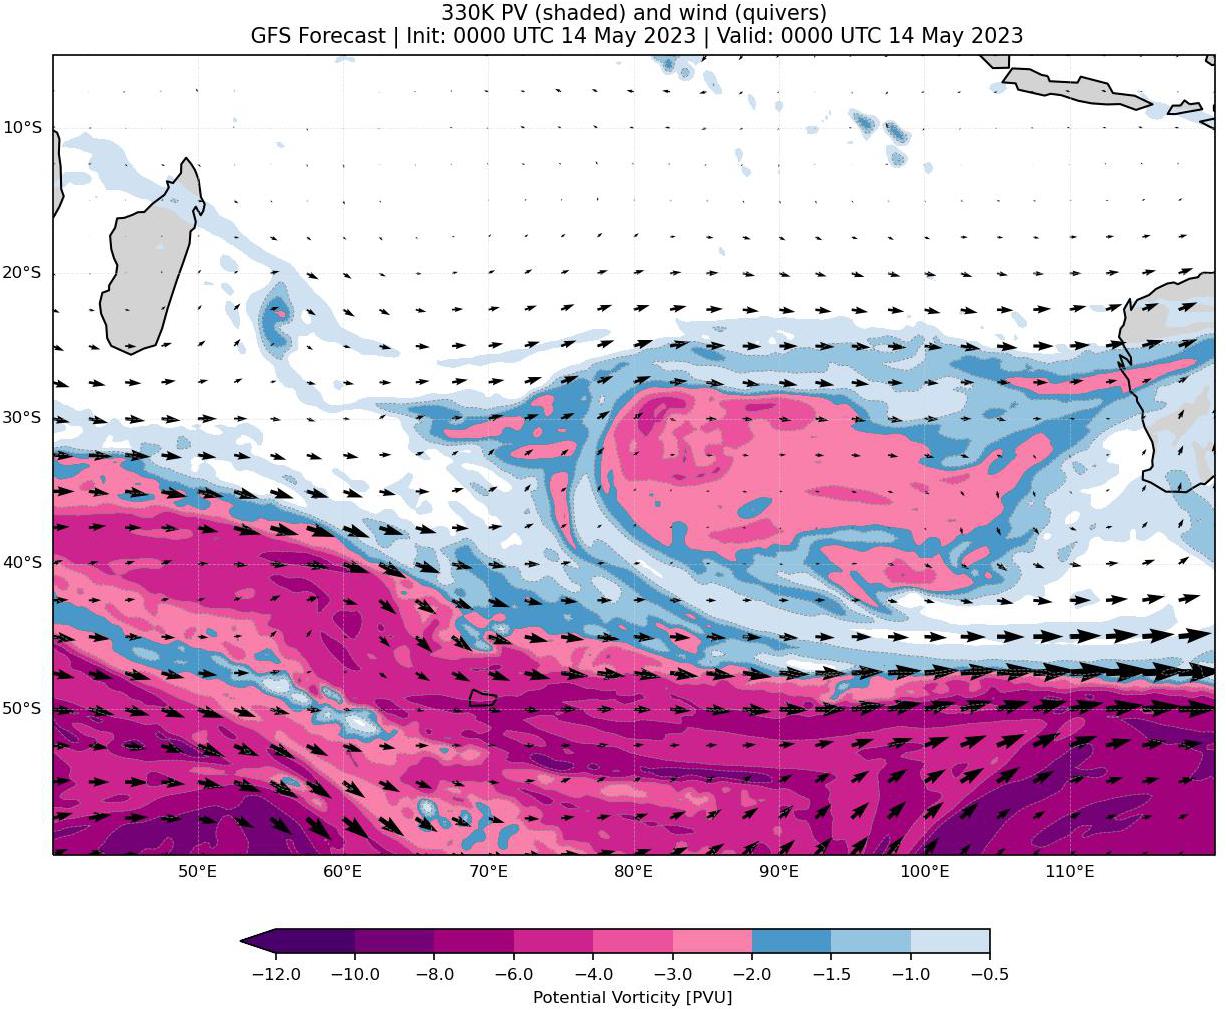 330K PV (shaded) and wind (quivers)
GFS Forecast | Init: 0000 UTC 14 May 2023 | Valid: 0000 UTC 14 May 2023
10°S
20°S
30°S
40°S
50°S
50°E 60°E 70°E 80°E 90°E 100°E 110°E
−12.0 −10.0 −8.0 −6.0 −4.0 −3.0 −2.0 −1.5 −1.0 −0.5
Potential Vorticity [PVU]